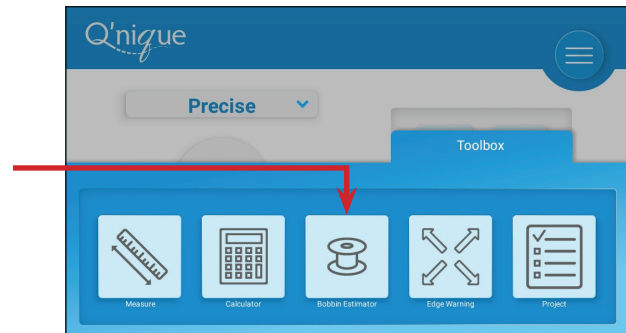 Q'nique
Precise
Toolbox
Measure
Calculator
Bobbin Estimator
Edge Warning
Project